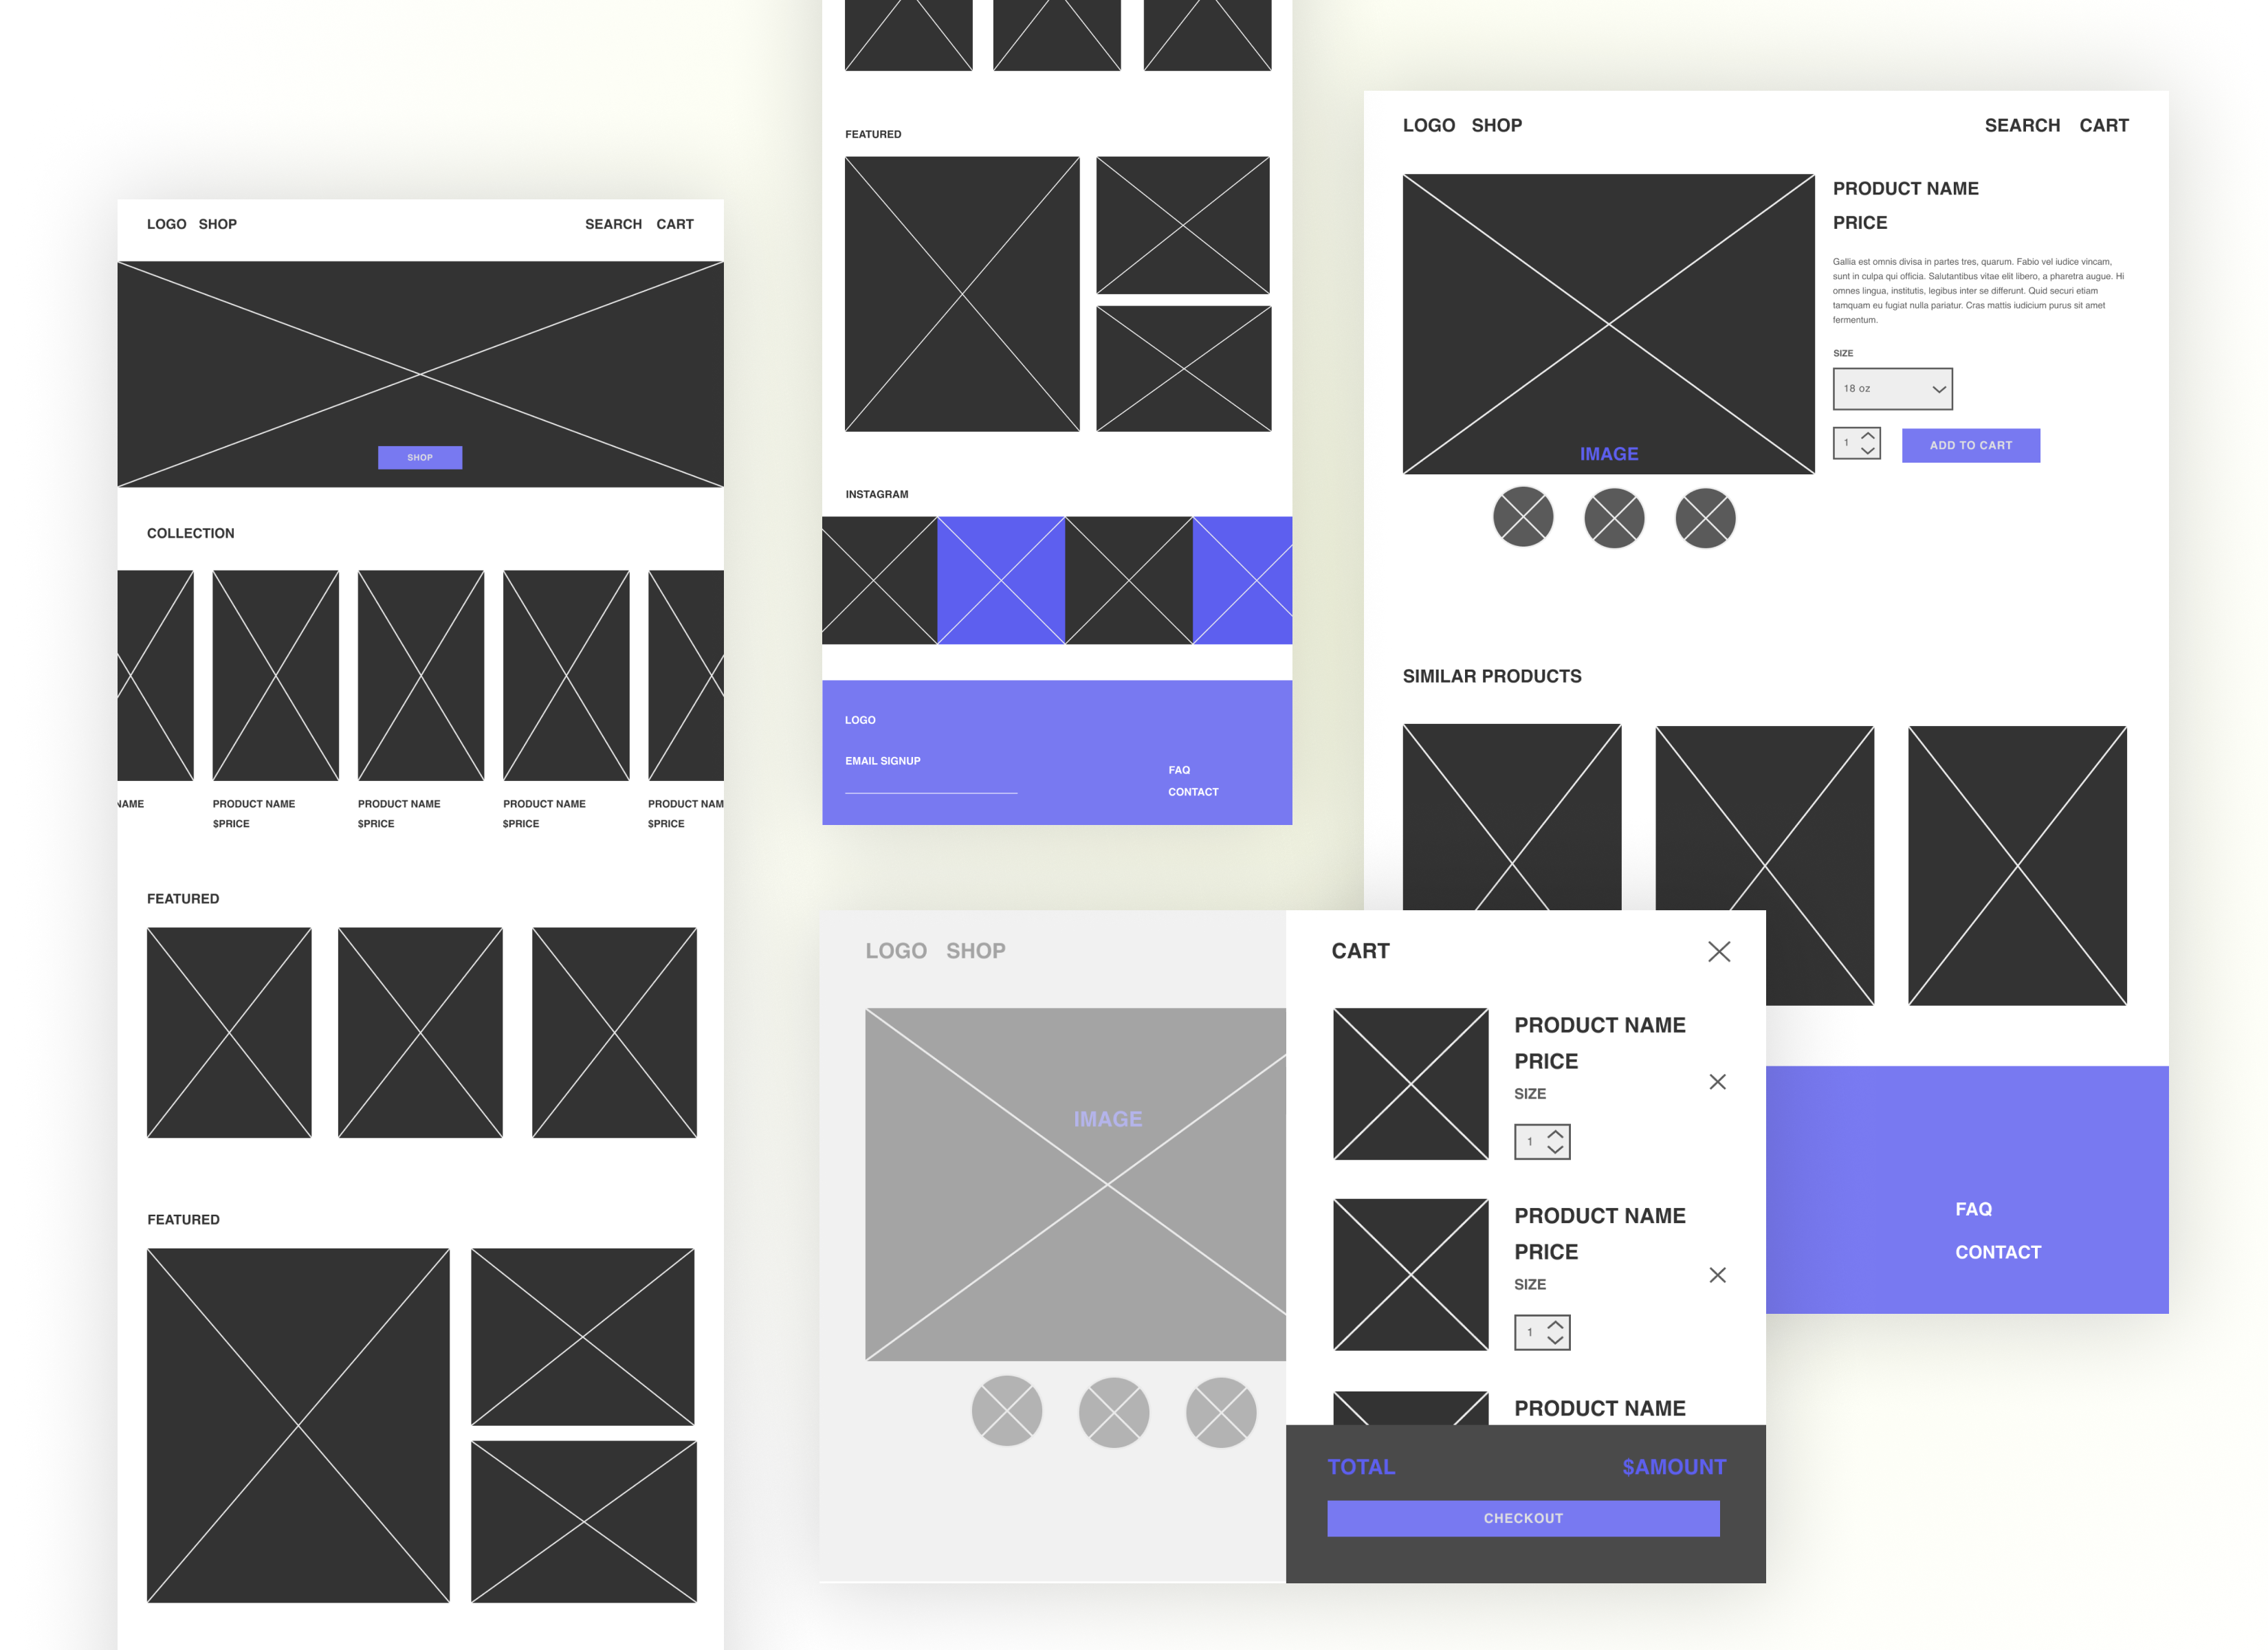 LOGO SHOP SEARCH CART
SHOP
COLLECTION
NAME PRODUCT NAME PRODUCT NAME PRODUCT NAME PRODUCT NAM
$PRICE $PRICE $PRICE $PRICE
FEATURED
FEATURED
FEATURED
INSTAGRAM
LOGO
EMAIL SIGNUP
FAQ
CONTACT
LOGO SHOP SEARCH CART
PRODUCT NAME
PRICE
Gallia est omnis divisa in partes tres, quarum. Fabio vel iudice vincam,
sunt in culpa qui officia. Salutantibus vitae elit libero, a pharetra augue. Hi
omnes lingua, institutis, legibus inter se differunt. Quid securi etiam
tamquam eu fugiat nulla pariatur. Cras mattis iudicium purus sit amet
fermentum.
SIZE
18 oz
1
ADD TO CART
IMAGE
SIMILAR PRODUCTS
FAQ
CONTACT
LOGO SHOP
IMAGE
CART
PRODUCT NAME
PRICE
SIZE
1
PRODUCT NAME
PRICE
SIZE
1
PRODUCT NAME
TOTAL $AMOUNT
CHECKOUT